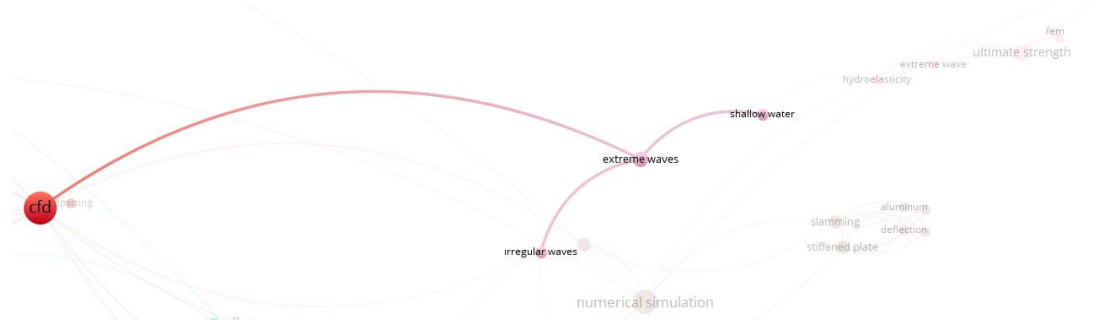 fem
ultimate strength
extreme wave
hydroelasticity
shallow water
extreme waves
cfd
aluminum
slamming
deflection
stiffened plate
irregular waves
numerical simulation